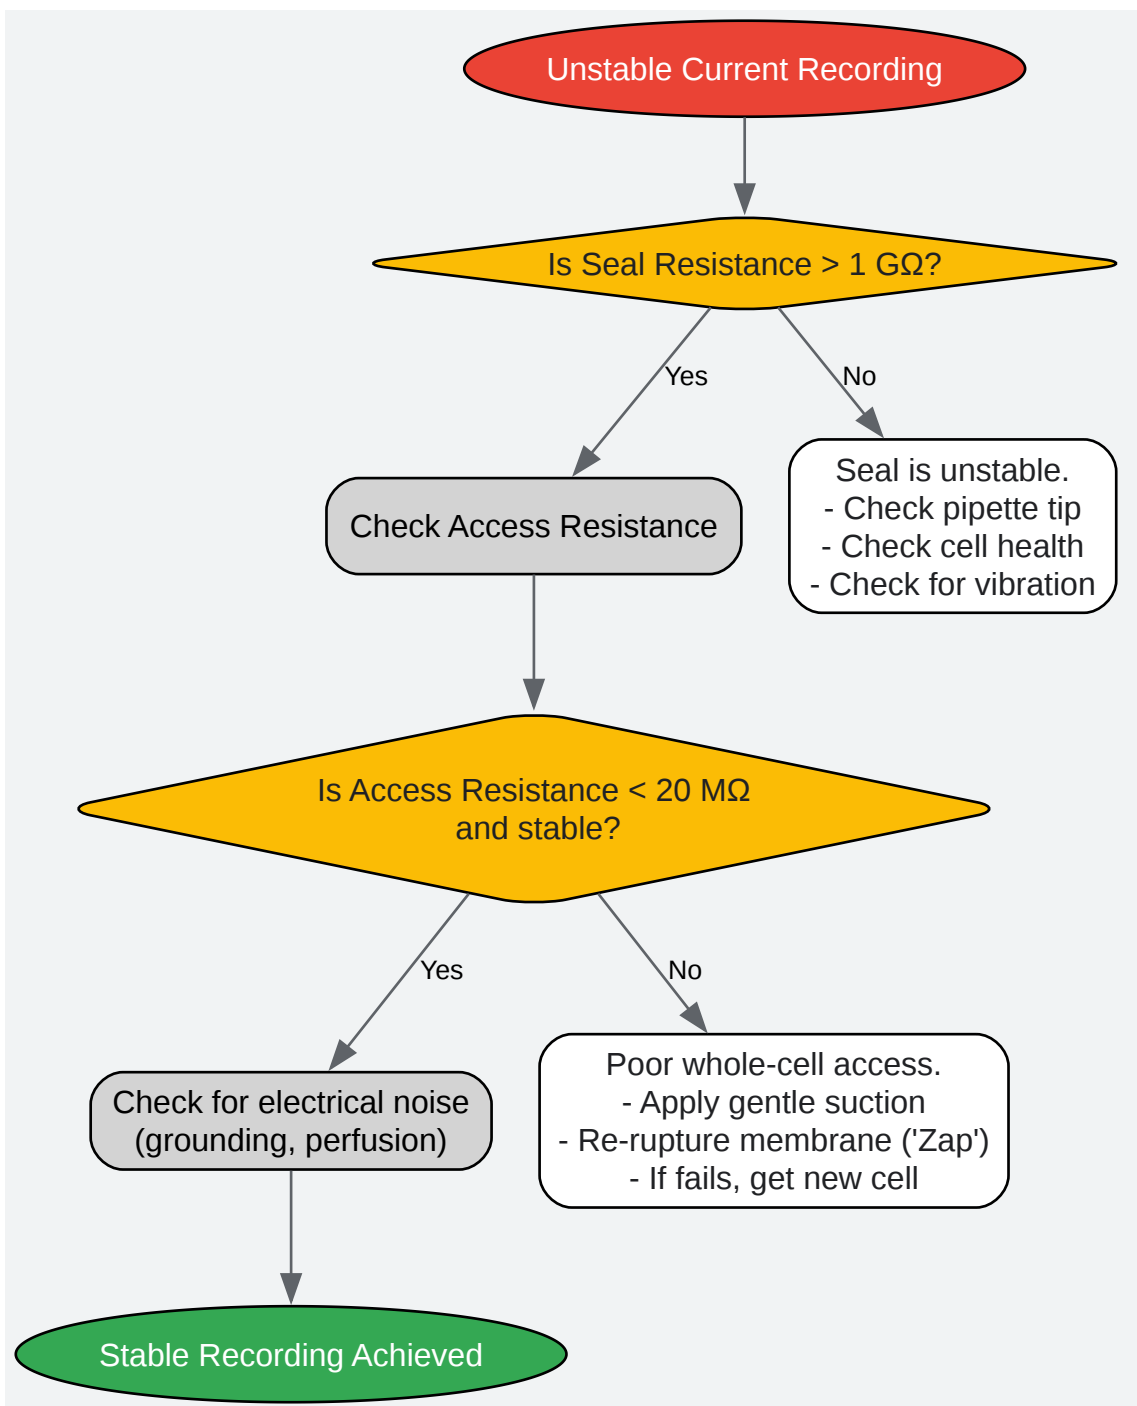 Unstable Current Recording
Is Seal Resistance > 1 GΩ?
Yes
No
Seal is unstable.
- Check pipette tip
- Check cell health
- Check for vibration
Check Access Resistance
Is Access Resistance < 20 MΩ
and stable?
Yes
No
Poor whole-cell access.
- Apply gentle suction
- Re-rupture membrane ('Zap')
- If fails, get new cell
Check for electrical noise
(grounding, perfusion)
Stable Recording Achieved